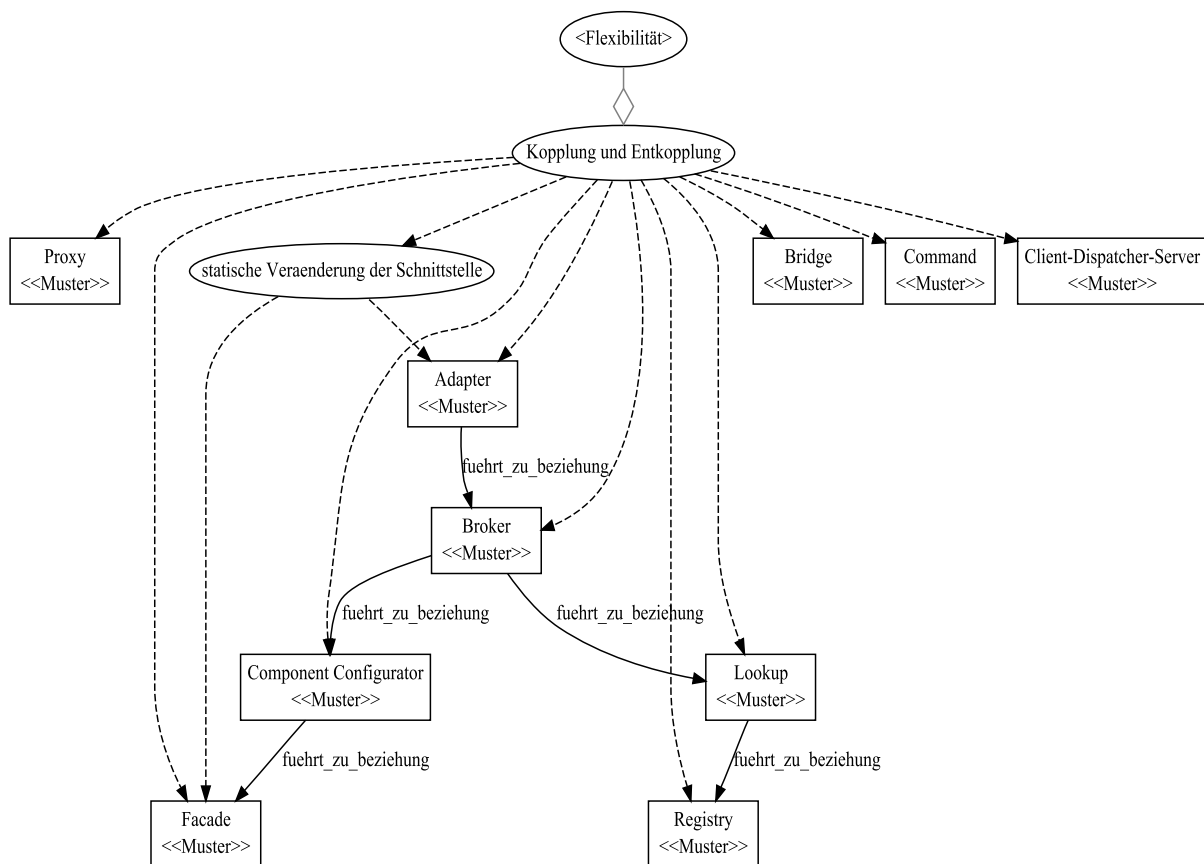 <Flexibilität>
Kopplung und Entkopplung
Proxy
<<Muster>>
statische Veraenderung der Schnittstelle
Bridge
<<Muster>>
Command
<<Muster>>
Client-Dispatcher-Server
<<Muster>>
Adapter
<<Muster>>
fuehrt_zu_beziehung
Broker
<<Muster>>
fuehrt_zu_beziehung
fuehrt_zu_beziehung
Component Configurator
<<Muster>>
Lookup
<<Muster>>
fuehrt_zu_beziehung
fuehrt_zu_beziehung
Facade
<<Muster>>
Registry
<<Muster>>